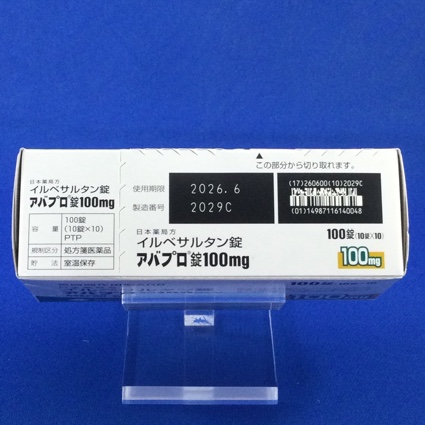 日本薬局方
イルベサルタン錠
アバプロ錠100mg
容量 100錠
(10錠×10)
PTP
規制区分 処方箋医薬品
貯法 室温保存
使用期限 2026.6
製造番号 2029C
▲
この部分から切り取れます。
(17)260600(10)2029C
(01)14987116140048
日本薬局方
イルベサルタン錠
アバプロ錠100mg
100錠(10錠×10)
100mg